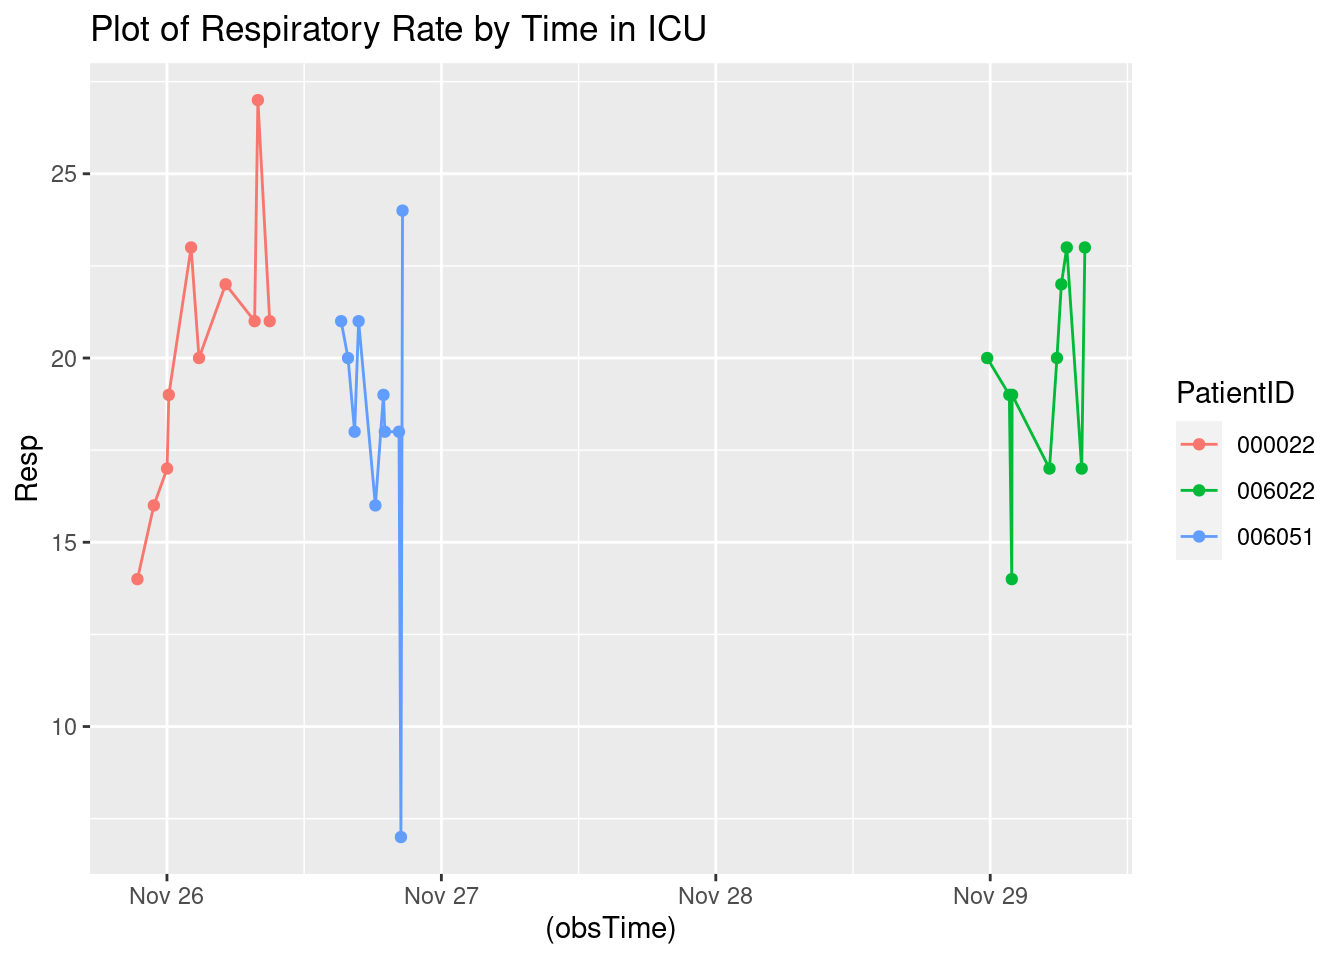 Plot of Respiratory Rate by Time in ICU
25
20
15
10
Resp
Nov 26
Nov 27
Nov 28
Nov 29
(obsTime)
PatientID
000022
006022
006051